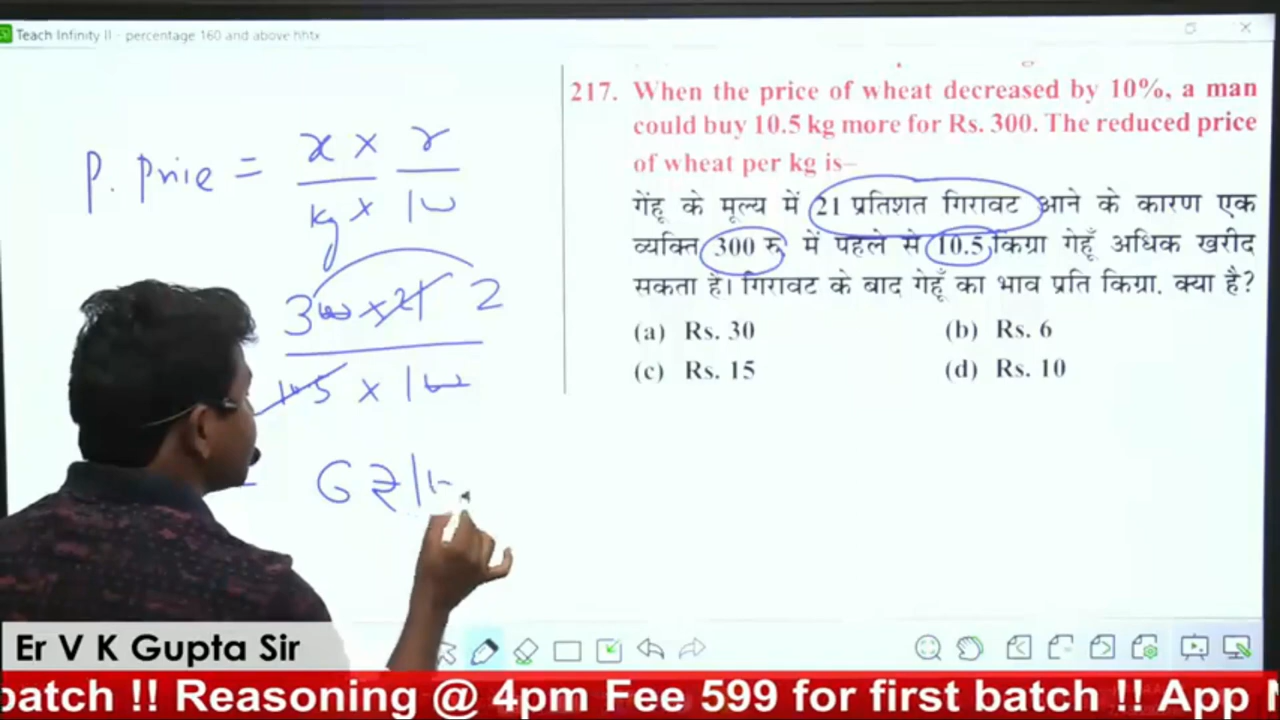 Teach Infinity II - percentage 160 and above hhtx
P. Price = x × r
kg × 100
300 × 21 2
105 × 100
= 6 ₹/k
217. When the price of wheat decreased by 10%, a man
could buy 10.5 kg more for Rs. 300. The reduced price
of wheat per kg is–
गेंहू के मूल्य में 21 प्रतिशत गिरावट आने के कारण एक
व्यक्ति 300 रु में पहले से 10.5 किग्रा गेहूँ अधिक खरीद
सकता है। गिरावट के बाद गेहूँ का भाव प्रति किग्रा. क्या है?
(a) Rs. 30 (b) Rs. 6
(c) Rs. 15 (d) Rs. 10
Er V K Gupta Sir
batch !! Reasoning @ 4pm Fee 599 for first batch !! App